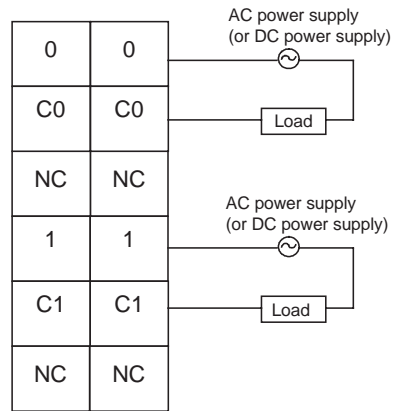 AC power supply
(or DC power supply)
0 0
C0 C0
Load
NC NC
AC power supply
(or DC power supply)
1 1
C1 C1
Load
NC NC